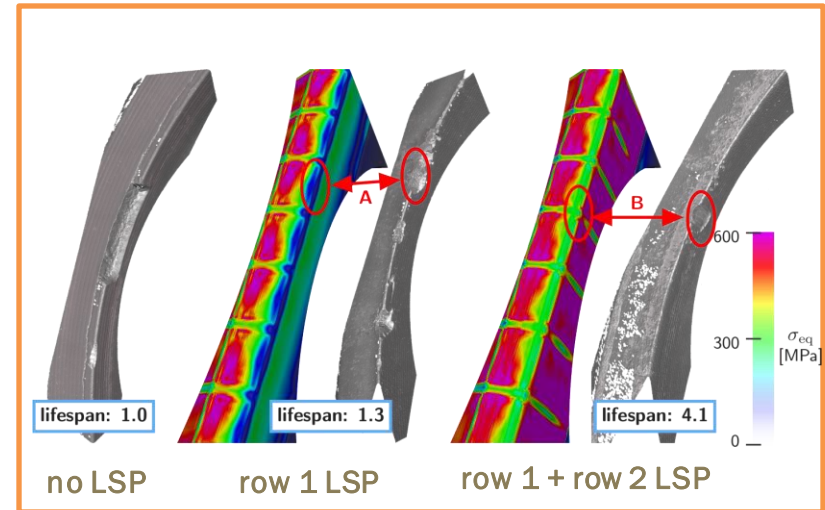 A
B
600
300
0
σeq
[MPa]
lifespan: 1.0
lifespan: 1.3
lifespan: 4.1
no LSP
row 1 LSP
row 1 + row 2 LSP